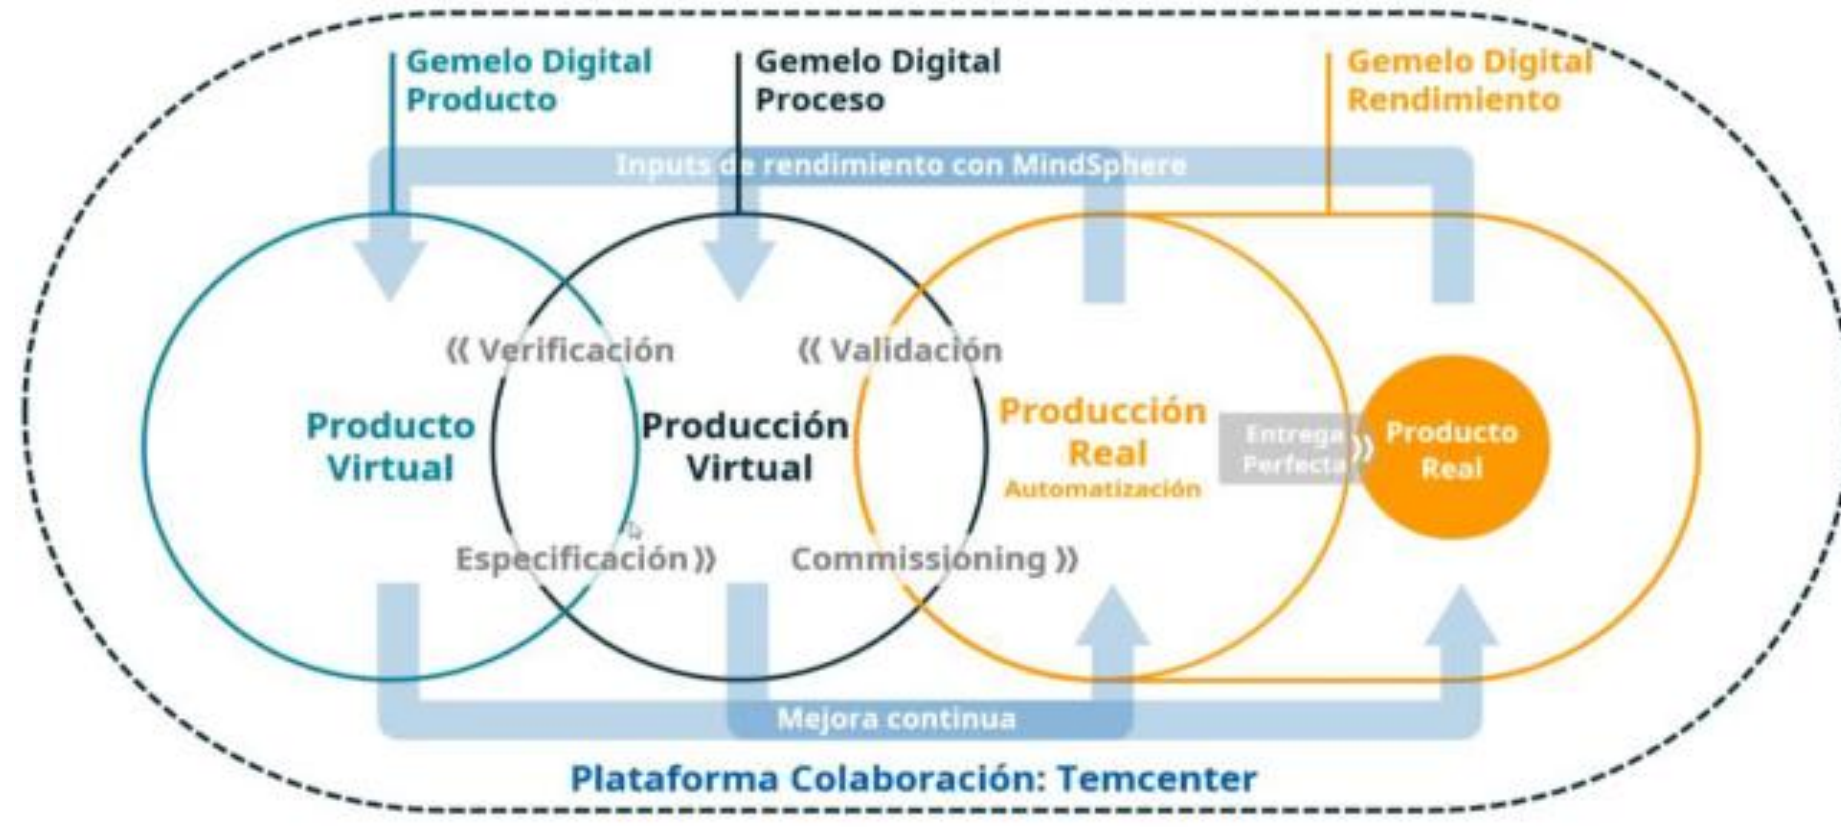 Gemelo Digital
Producto
Gemelo Digital
Proceso
Gemelo Digital
Rendimiento
Inputs de rendimiento con MindSphere
⟪ Verificación
⟪ Validación
Producto
Virtual
Producción
Virtual
Producción
Real
Automatización
Entrega
Perfecta
⟫
Producto
Real
Especificación ⟫
Commissioning ⟫
Mejora continua
Plataforma Colaboración: Temcenter